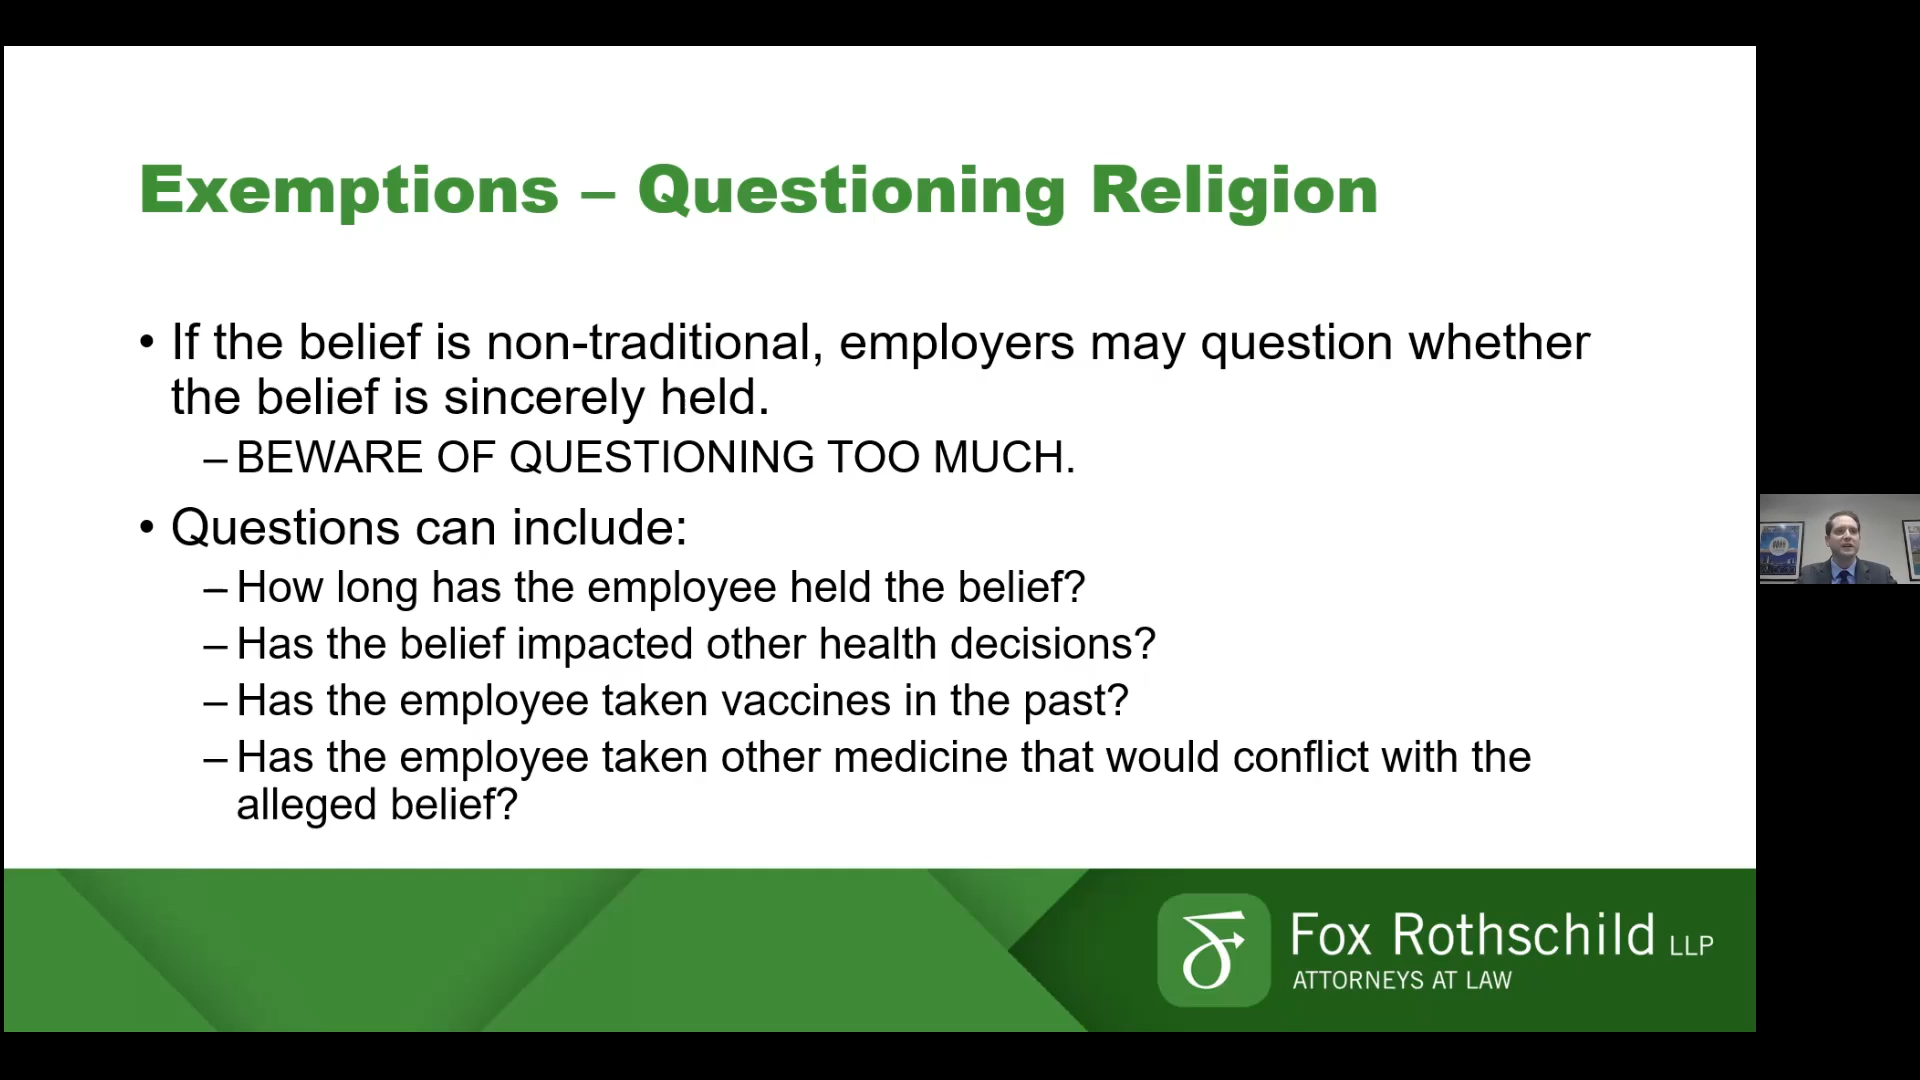 Exemptions – Questioning Religion
• If the belief is non-traditional, employers may question whether
the belief is sincerely held.
– BEWARE OF QUESTIONING TOO MUCH.
• Questions can include:
– How long has the employee held the belief?
– Has the belief impacted other health decisions?
– Has the employee taken vaccines in the past?
– Has the employee taken other medicine that would conflict with the
alleged belief?
Fox Rothschild LLP
ATTORNEYS AT LAW